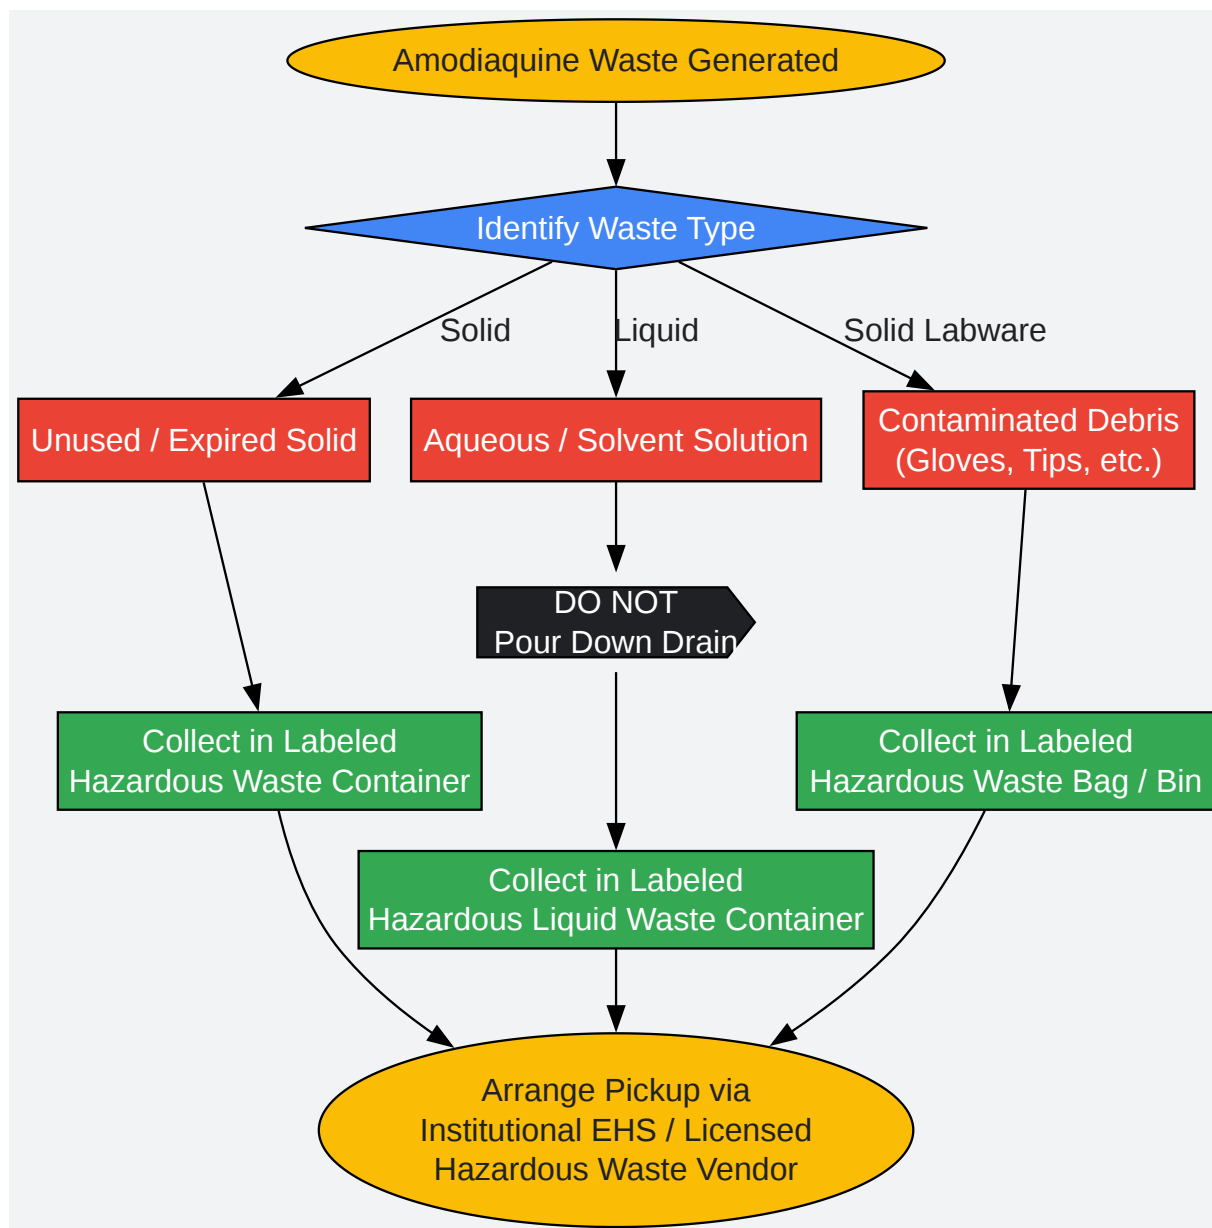 Amodiaquine Waste Generated
Identify Waste Type
Solid
Liquid
Solid Labware
Unused / Expired Solid
Aqueous / Solvent Solution
Contaminated Debris
(Gloves, Tips, etc.)
DO NOT
Pour Down Drain
Collect in Labeled
Hazardous Waste Container
Collect in Labeled
Hazardous Waste Bag / Bin
Collect in Labeled
Hazardous Liquid Waste Container
Arrange Pickup via
Institutional EHS / Licensed
Hazardous Waste Vendor